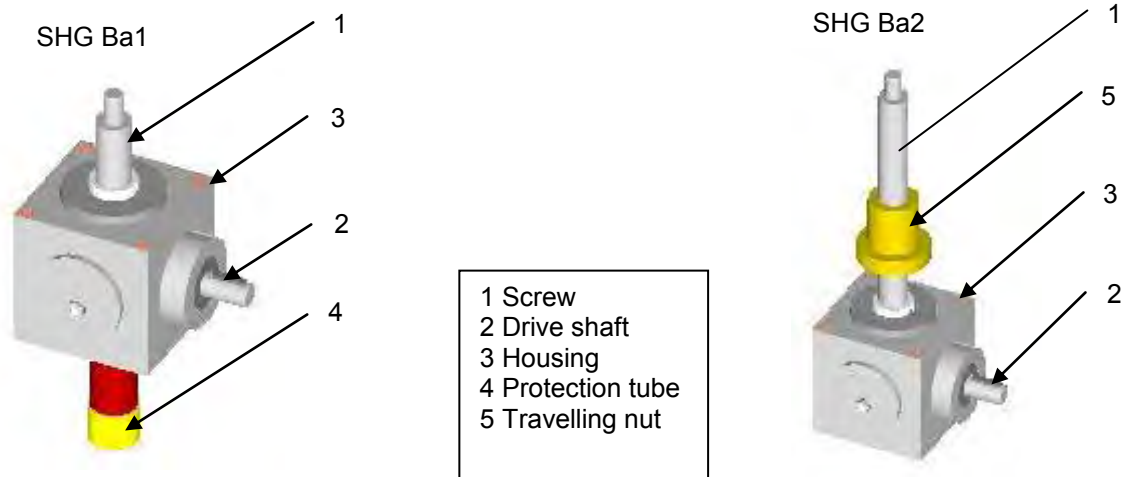 SHG Ba1
1
3
2
4
1 Screw
2 Drive shaft
3 Housing
4 Protection tube
5 Travelling nut
SHG Ba2
1
5
3
2